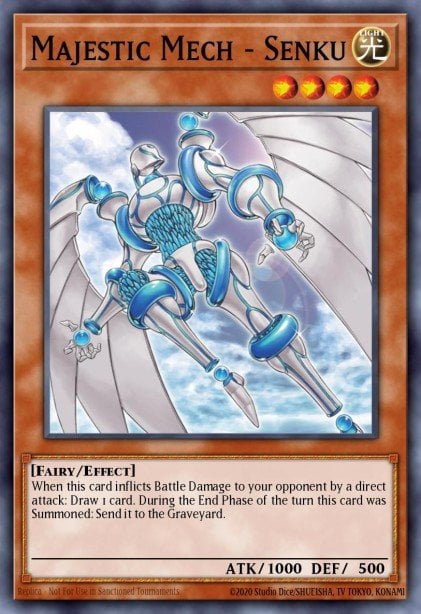 Majestic Mech - Senku
LIGHT
光
[Fairy/Effect]
When this card inflicts Battle Damage to your opponent by a direct
attack: Draw 1 card. During the End Phase of the turn this card was
Summoned: Send it to the Graveyard.
ATK/1000 DEF/ 500
Replica - Not For Use in Sanctioned Tournaments
©2020 Studio Dice/SHUEISHA, TV TOKYO, KONAMI